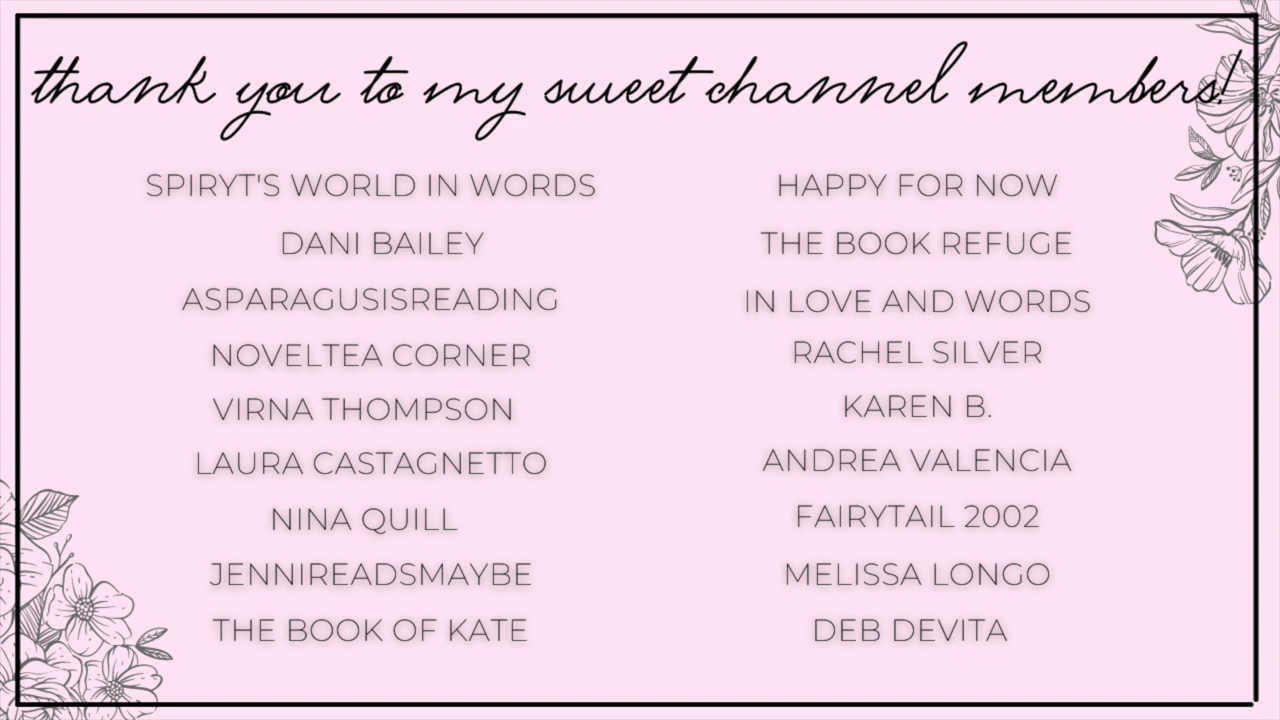 thank you to my sweet channel members!
SPIRYT'S WORLD IN WORDS
DANI BAILEY
ASPARAGUSISREADING
NOVELTEA CORNER
VIRNA THOMPSON
LAURA CASTAGNETTO
NINA QUILL
JENNIREADSMAYBE
THE BOOK OF KATE
HAPPY FOR NOW
THE BOOK REFUGE
IN LOVE AND WORDS
RACHEL SILVER
KAREN B.
ANDREA VALENCIA
FAIRYTAIL 2002
MELISSA LONGO
DEB DEVITA